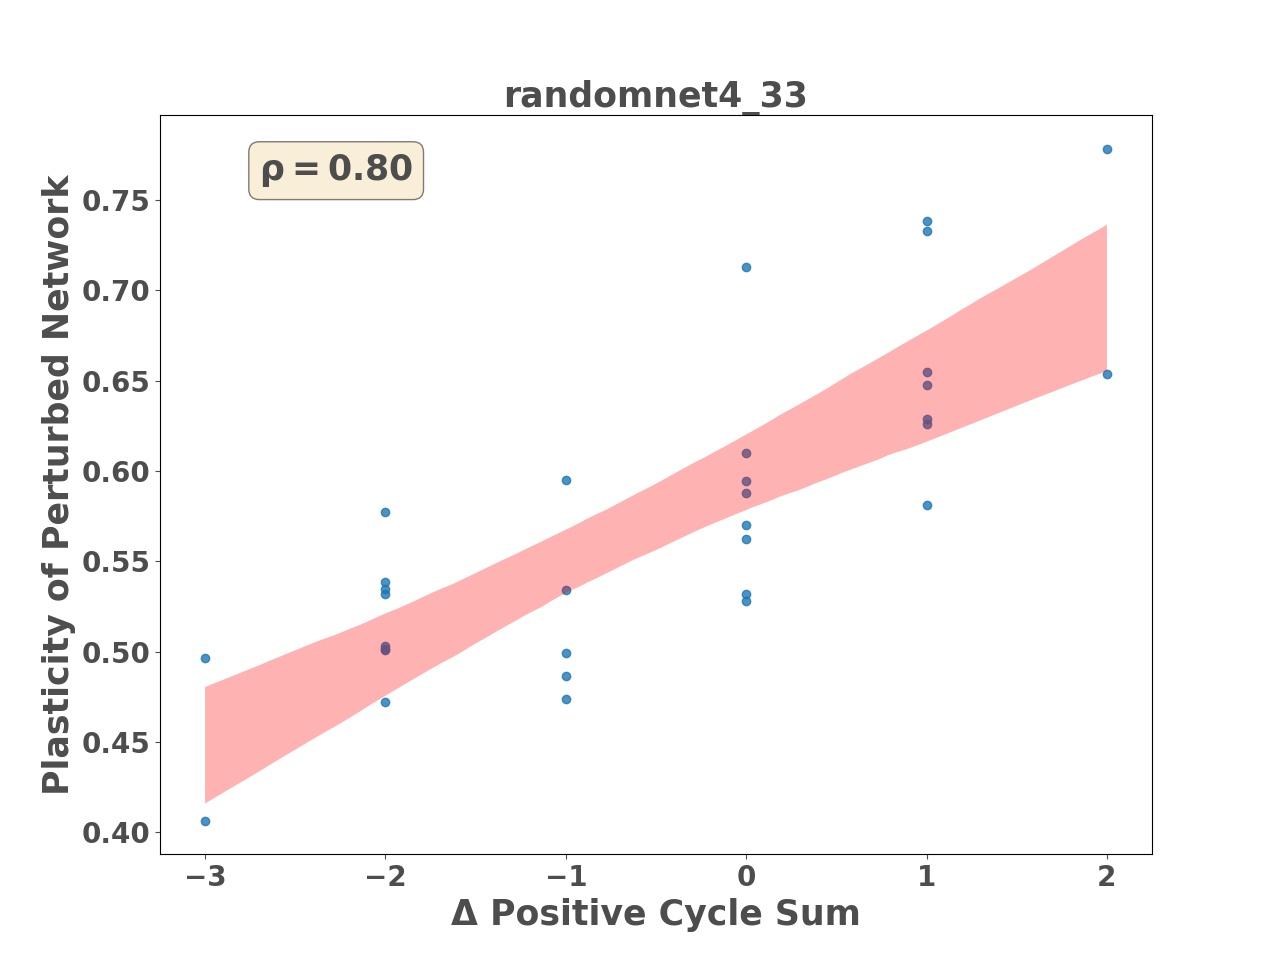 randomnet4_33
ρ = 0.80
Plasticity of Perturbed Network
0.75
0.70
0.65
0.60
0.55
0.50
0.45
0.40
−3 −2 −1 0 1 2
Δ Positive Cycle Sum